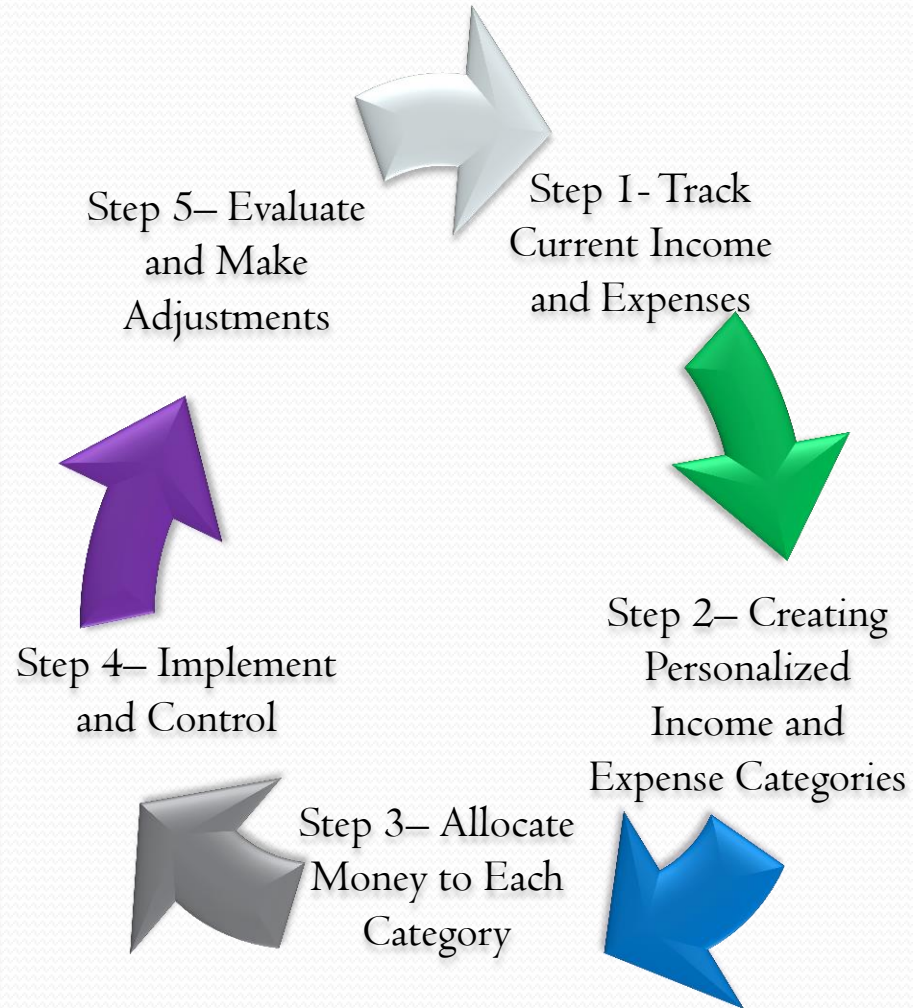 Step 1- Track
Current Income
and Expenses
Step 2– Creating
Personalized
Income and
Expense Categories
Step 3– Allocate
Money to Each
Category
Step 4– Implement
and Control
Step 5– Evaluate
and Make
Adjustments